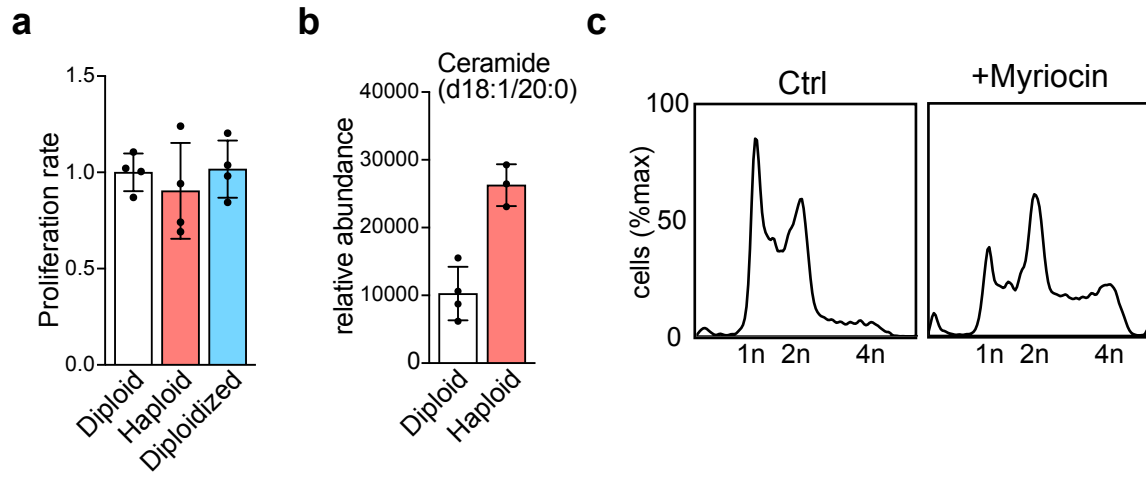 a
1.5
1.0
0.5
0.0
Proliferation rate
Diploid
Haploid
Diploidized
b
Ceramide
(d18:1/20:0)
40000
30000
20000
10000
0
relative abundance
Diploid
Haploid
c
Ctrl
+Myriocin
100
50
0
cells (%max)
1n 2n 4n
1n 2n 4n